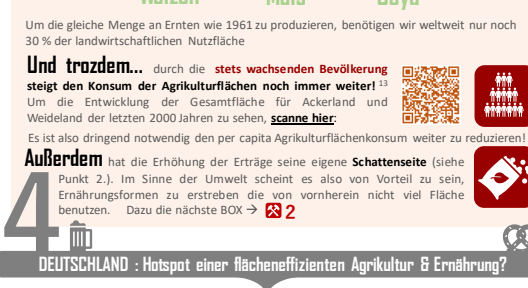 Weizen Mais Soya
Um die gleiche Menge an Ernten wie 1961 zu produzieren, benötigen wir weltweit nur noch
30 % der landwirtschaftlichen Nutzfläche
Und trozdem... durch die stets wachsenden Bevölkerung
steigt den Konsum der Agrikulturflächen noch immer weiter! 13
Um die Entwicklung der Gesamtfläche für Ackerland und
Weideland der letzten 2000 Jahren zu sehen, scanne hier:
Es ist also dringend notwendig den per capita Agrikulturflächenkonsum weiter zu reduzieren!
Außerdem hat die Erhöhung der Erträge seine eigene Schattenseite (siehe
Punkt 2.). Im Sinne der Umwelt scheint es also von Vorteil zu sein,
Ernährungsformen zu erstreben die von vornherein nicht viel Fläche
benutzen. Dazu die nächste BOX → 2
4
DEUTSCHLAND : Hotspot einer flächeneffizienten Agrikultur & Ernährung?